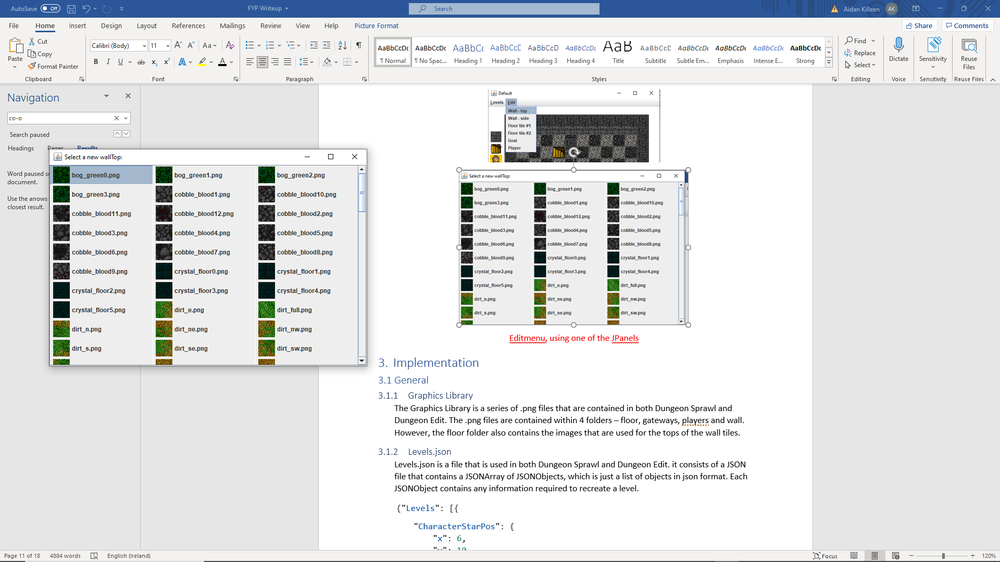 AutoSave Off
FYP Writeup
Search
Aidan Killeen AK
File Home Insert Design Layout References Mailings Review View Help Picture Format
Share Comments
Paste
Cut
Copy
Format Painter
Clipboard
Calibri (Body) 11
Font
Paragraph
AaBbCcDc AaBbCcDc AaBbCc AaBbCcD AaBbCcD AaBbCcDc AaB AaBbCcD AaBbCcDc AaBbCcDc AaBbCcDc AaBbCcDc
¶ Normal ¶ No Spac... Heading 1 Heading 2 Heading 3 Heading 4 Title Subtitle Subtle Em... Emphasis Intense E... Strong
Styles
Find
Replace
Select
Editing
Dictate
Voice
Sensitivity
Sensitivity
Reuse Files
Reuse Files
Navigation
co-o
Search paused
Headings Pages Results
Word paused se
document.
Use the arrows
closest result.
Select a new wallTop:
bog_green0.png bog_green1.png bog_green2.png
bog_green3.png cobble_blood1.png cobble_blood10.png
cobble_blood11.png cobble_blood12.png cobble_blood2.png
cobble_blood3.png cobble_blood4.png cobble_blood5.png
cobble_blood6.png cobble_blood7.png cobble_blood8.png
cobble_blood9.png crystal_floor0.png crystal_floor1.png
crystal_floor2.png crystal_floor3.png crystal_floor4.png
crystal_floor5.png dirt_e.png dirt_full.png
dirt_n.png dirt_ne.png dirt_nw.png
dirt_s.png dirt_se.png dirt_sw.png
Default
Levels Edit
Wall - top
Wall - side
Floor tile #1
Floor tile #2
Goal
Player
Select a new wallTop:
bog_green0.png bog_green1.png bog_green2.png
bog_green3.png cobble_blood1.png cobble_blood10.png
cobble_blood11.png cobble_blood12.png cobble_blood2.png
cobble_blood3.png cobble_blood4.png cobble_blood5.png
cobble_blood6.png cobble_blood7.png cobble_blood8.png
cobble_blood9.png crystal_floor0.png crystal_floor1.png
crystal_floor2.png crystal_floor3.png crystal_floor4.png
crystal_floor5.png dirt_e.png dirt_full.png
dirt_n.png dirt_ne.png dirt_nw.png
dirt_s.png dirt_se.png dirt_sw.png
Editmenu, using one of the JPanels
3. Implementation
3.1 General
3.1.1 Graphics Library
The Graphics Library is a series of .png files that are contained in both Dungeon Sprawl and
Dungeon Edit. The .png files are contained within 4 folders – floor, gateways, players and wall.
However, the floor folder also contains the images that are used for the tops of the wall tiles.
3.1.2 Levels.json
Levels.json is a file that is used in both Dungeon Sprawl and Dungeon Edit. it consists of a JSON
file that contains a JSONArray of JSONObjects, which is just a list of objects in json format. Each
JSONObject contains any information required to recreate a level.
{"Levels": [{
"CharacterStarPos": {
"x": 6,
"y": 10
Page 11 of 18 4884 words English (Ireland)
Focus 120%